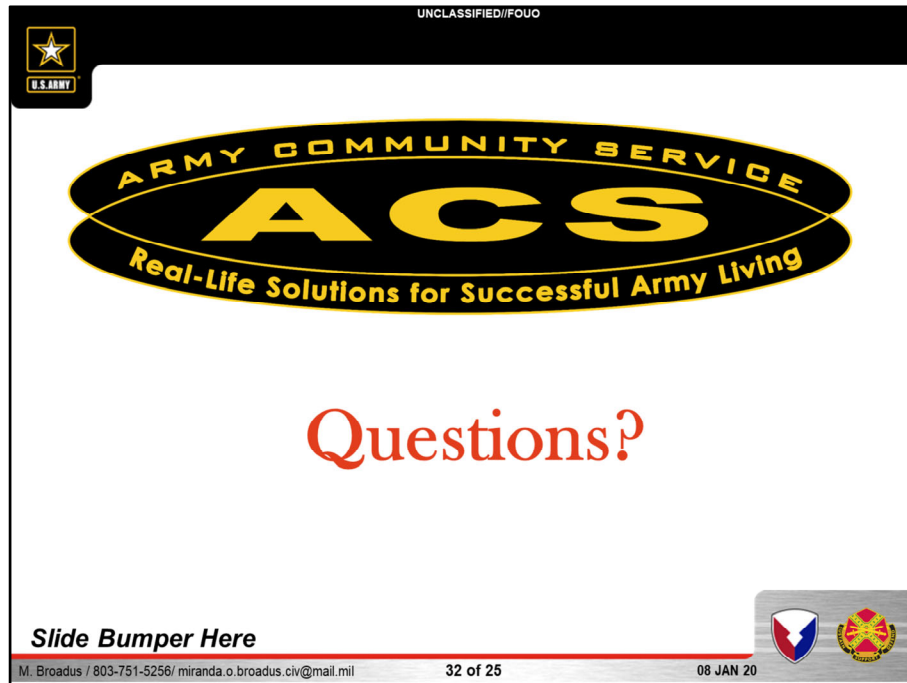 UNCLASSIFIED//FOUO
U.S.ARMY
ARMY COMMUNITY SERVICE
ACS
Real-Life Solutions for Successful Army Living
Questions?
Slide Bumper Here
M. Broadus / 803-751-5256/ miranda.o.broadus.civ@mail.mil 32 of 25 08 JAN 20
SUPPORT